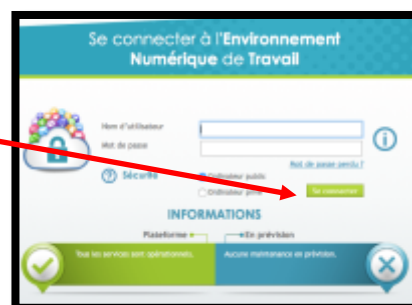 Se connecter à l'Environnement
Numérique de Travail
Nom d'utilisateur
Mot de passe
Mot de passe perdu ?
Sécurité
Ordinateur public
Ordinateur privé
Se connecter
INFORMATIONS
Plateforme
En prévision
Tous les services sont opérationnels.
Aucune maintenance en prévision.